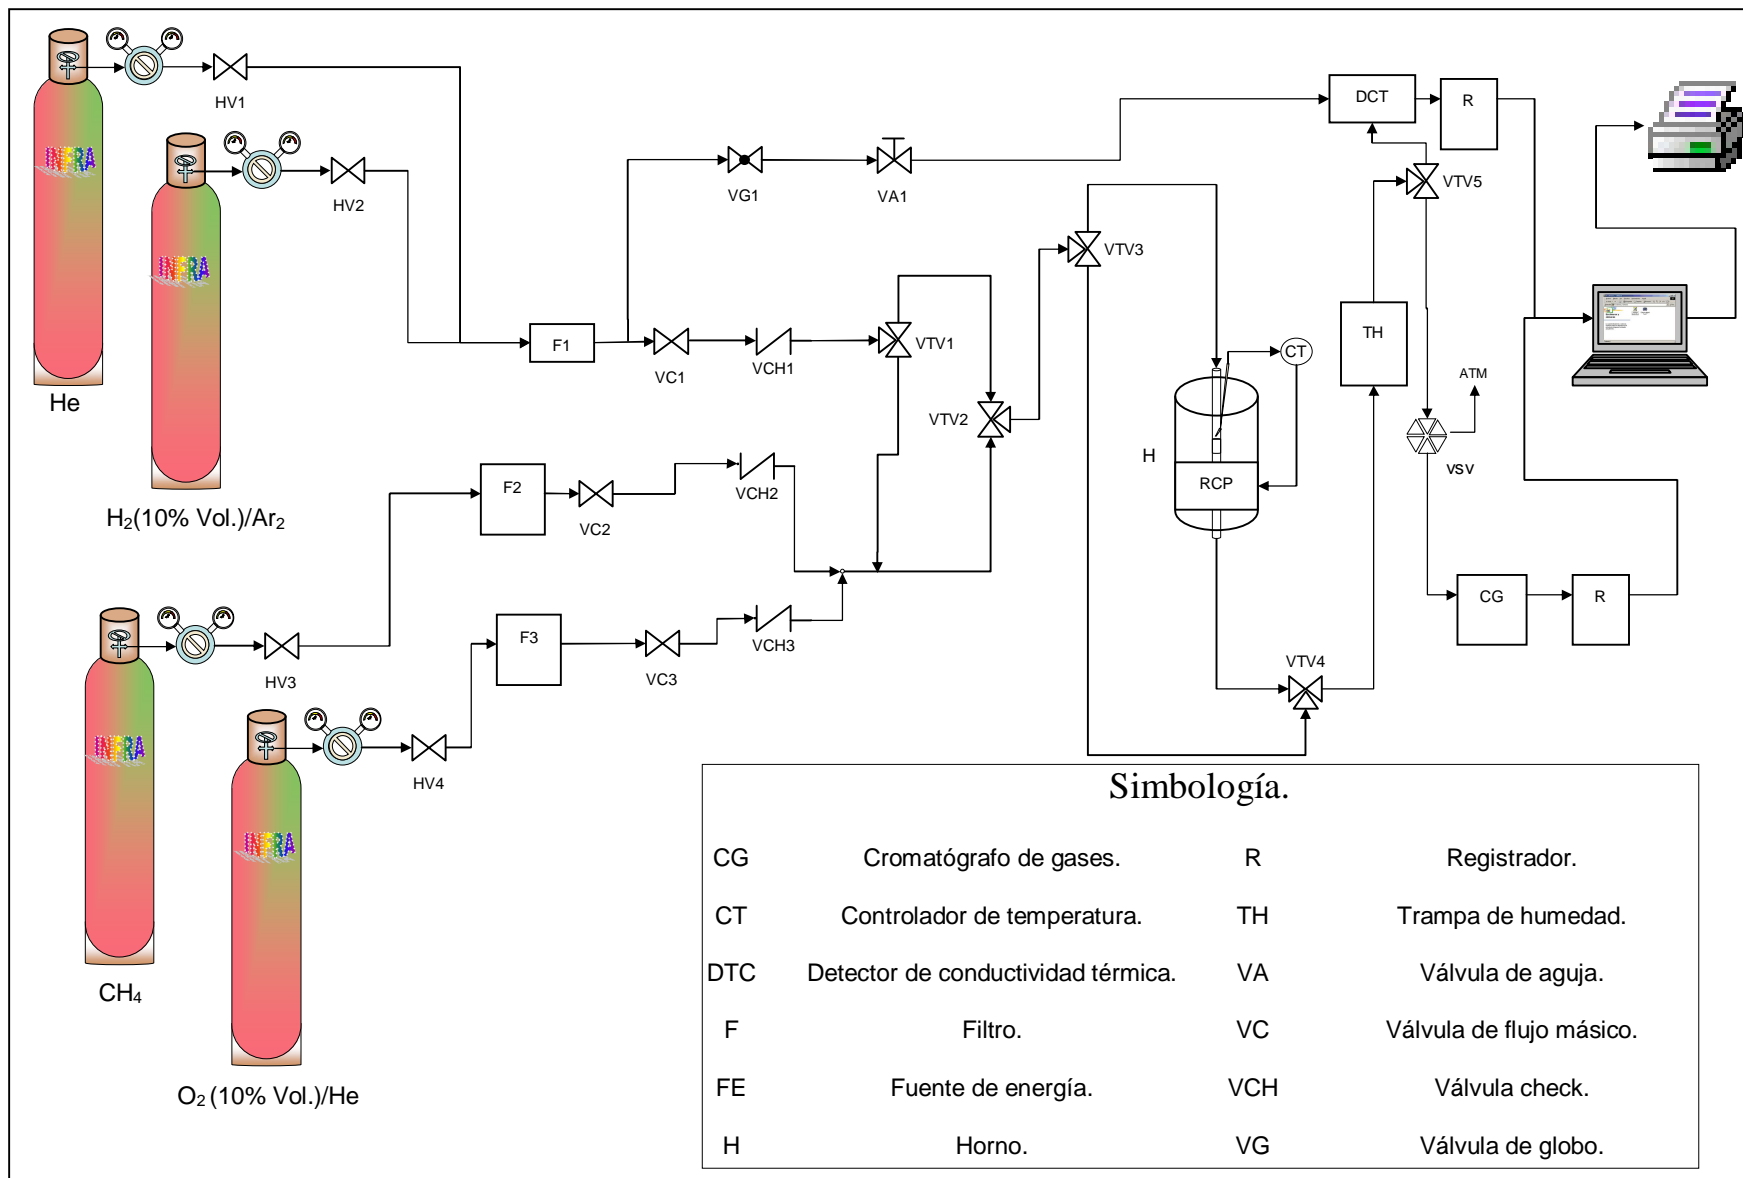 HV1
INFRA
He
HV2
INFRA
H₂(10% Vol.)/Ar₂
HV3
INFRA
CH₄
HV4
INFRA
O₂ (10% Vol.)/He
F1
VC1
VCH1
VTV1
VG1
VA1
F2
VC2
VCH2
F3
VC3
VCH3
VTV2
VTV3
H
RCP
CT
VTV4
TH
VTV5
DCT
R
ATM
VSV
CG
R
Simbología.
CG Cromatógrafo de gases. R Registrador.
CT Controlador de temperatura. TH Trampa de humedad.
DTC Detector de conductividad térmica. VA Válvula de aguja.
F Filtro. VC Válvula de flujo másico.
FE Fuente de energía. VCH Válvula check.
H Horno. VG Válvula de globo.